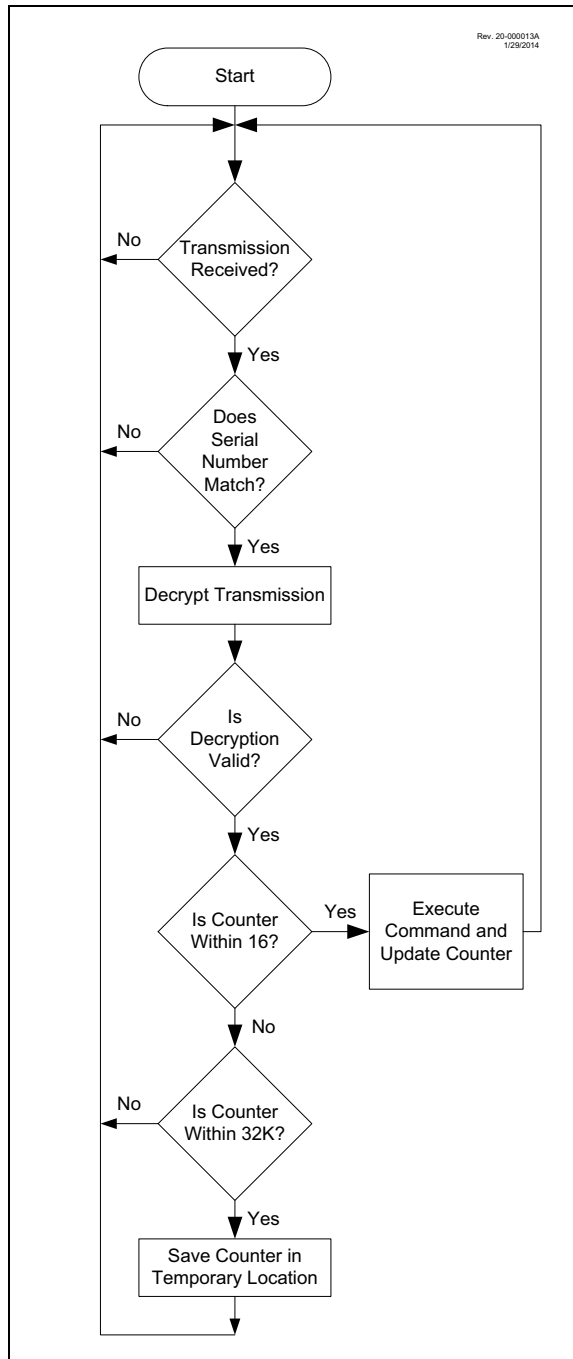 Rev. 20-000013A
1/29/2014
Start
No
Transmission
Received?
Yes
No
Does
Serial
Number
Match?
Yes
Decrypt Transmission
No
Is
Decryption
Valid?
Yes
Is Counter
Within 16?
Yes
Execute
Command and
Update Counter
No
No
Is Counter
Within 32K?
Yes
Save Counter in
Temporary Location